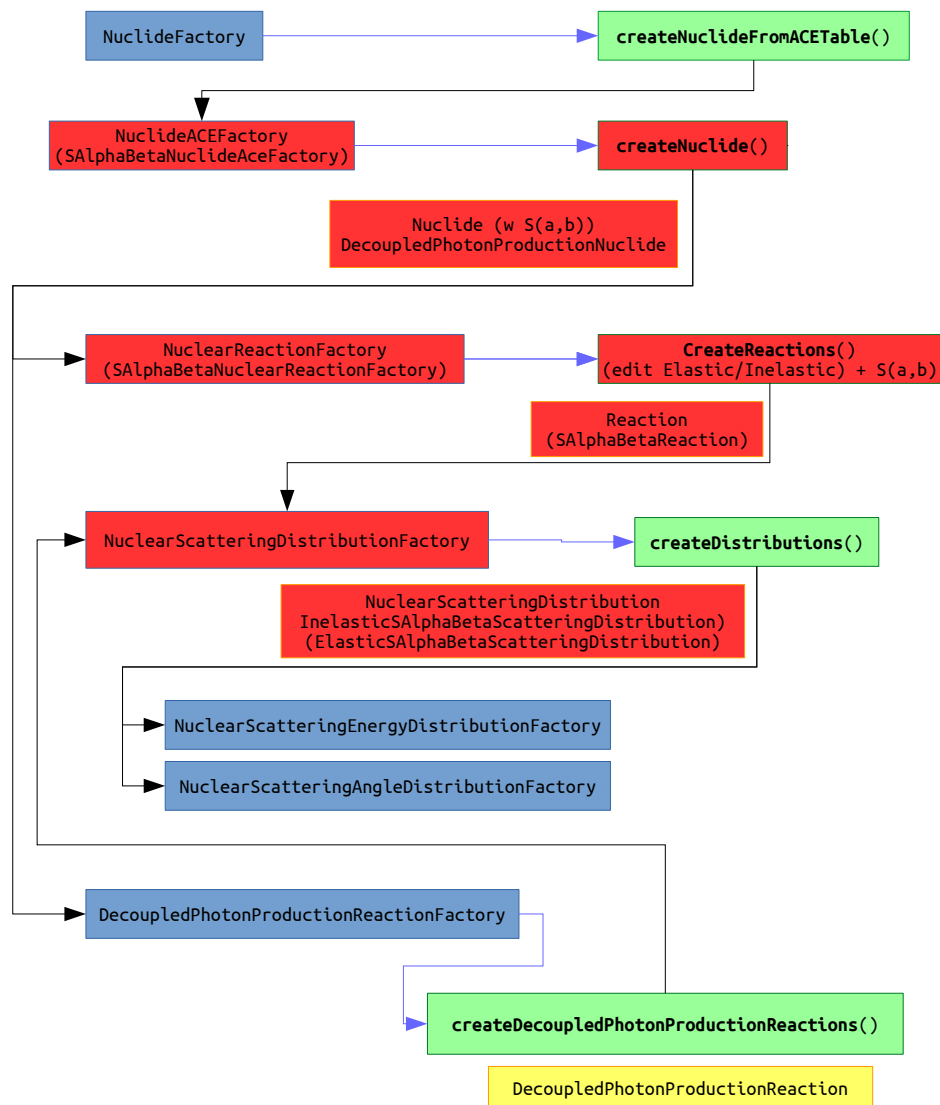 NuclideFactory
createNuclideFromACETable()
NuclideACEFactory
(SAlphaBetaNuclideAceFactory)
createNuclide()
Nuclide (w S(a,b))
DecoupledPhotonProductionNuclide
NuclearReactionFactory
(SAlphaBetaNuclearReactionFactory)
CreateReactions()
(edit Elastic/Inelastic) + S(a,b)
Reaction
(SAlphaBetaReaction)
NuclearScatteringDistributionFactory
createDistributions()
NuclearScatteringDistribution
InelasticSAlphaBetaScatteringDistribution)
(ElasticSAlphaBetaScatteringDistribution)
NuclearScatteringEnergyDistributionFactory
NuclearScatteringAngleDistributionFactory
DecoupledPhotonProductionReactionFactory
createDecoupledPhotonProductionReactions()
DecoupledPhotonProductionReaction